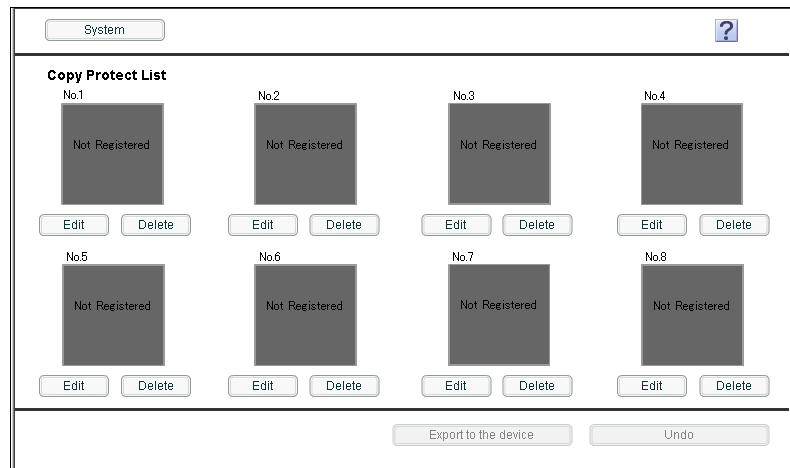 System
?
Copy Protect List
No.1 No.2 No.3 No.4
Not Registered Not Registered Not Registered Not Registered
Edit Delete Edit Delete Edit Delete Edit Delete
No.5 No.6 No.7 No.8
Not Registered Not Registered Not Registered Not Registered
Edit Delete Edit Delete Edit Delete Edit Delete
Export to the device Undo